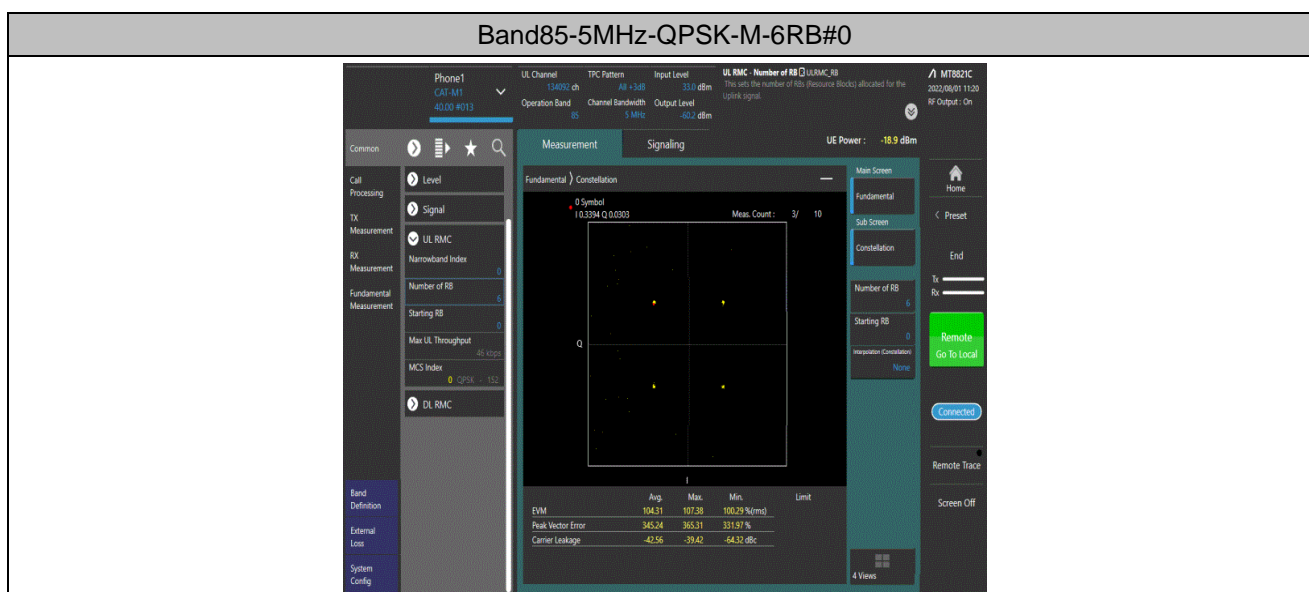 Band85-5MHz-QPSK-M-6RB#0
Phone1
CAT-M1
40.00 #013
UL Channel TPC Pattern Input Level
134092 ch All +3dB 33.0 dBm
Operation Band Channel Bandwidth Output Level
85 5 MHz -60.2 dBm
UL RMC - Number of RB ULRMC_RB
This sets the number of RBs (Resource Blocks) allocated for the
Uplink signal.
MT8821C
2022/08/01 11:20
RF Output : On
Common
Measurement Signaling
UE Power : -18.9 dBm
Call
Processing
TX
Measurement
RX
Measurement
Fundamental
Measurement
Band
Definition
External
Loss
System
Config
Level
Signal
UL RMC
Narrowband Index
0
Number of RB
6
Starting RB
0
Max UL Throughput
46 kbps
MCS Index
0 QPSK - 152
DL RMC
Fundamental Constellation
0 Symbol
I 0.3394 Q 0.0303
Meas. Count : 3/ 10
Q
I
Avg. Max. Min. Limit
EVM 104.31 107.38 100.29 %(rms)
Peak Vector Error 345.24 365.31 331.97 %
Carrier Leakage -42.56 -39.42 -64.32 dBc
Main Screen
Fundamental
Sub Screen
Constellation
Number of RB
6
Starting RB
0
Interpolation (Constellation)
None
4 Views
Home
Preset
End
Tx
Rx
Remote
Go To Local
Connected
Remote Trace
Screen Off